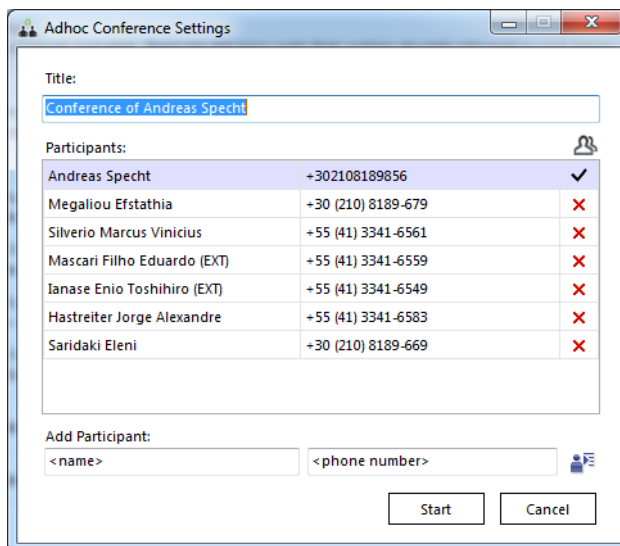 Adhoc Conference Settings
Title:
Conference of Andreas Specht
Participants:
Andreas Specht +302108189856
Megaliou Efstathia +30 (210) 8189-679
Silverio Marcus Vinicius +55 (41) 3341-6561
Mascari Filho Eduardo (EXT) +55 (41) 3341-6559
Ianase Enio Toshihiro (EXT) +55 (41) 3341-6549
Hastreiter Jorge Alexandre +55 (41) 3341-6583
Saridaki Eleni +30 (210) 8189-669
Add Participant:
<name> <phone number>
Start Cancel